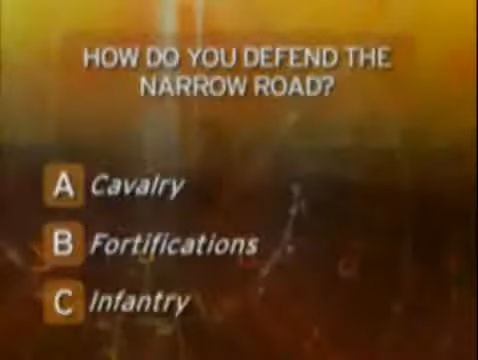 HOW DO YOU DEFEND THE
NARROW ROAD?
A Cavalry
B Fortifications
C Infantry